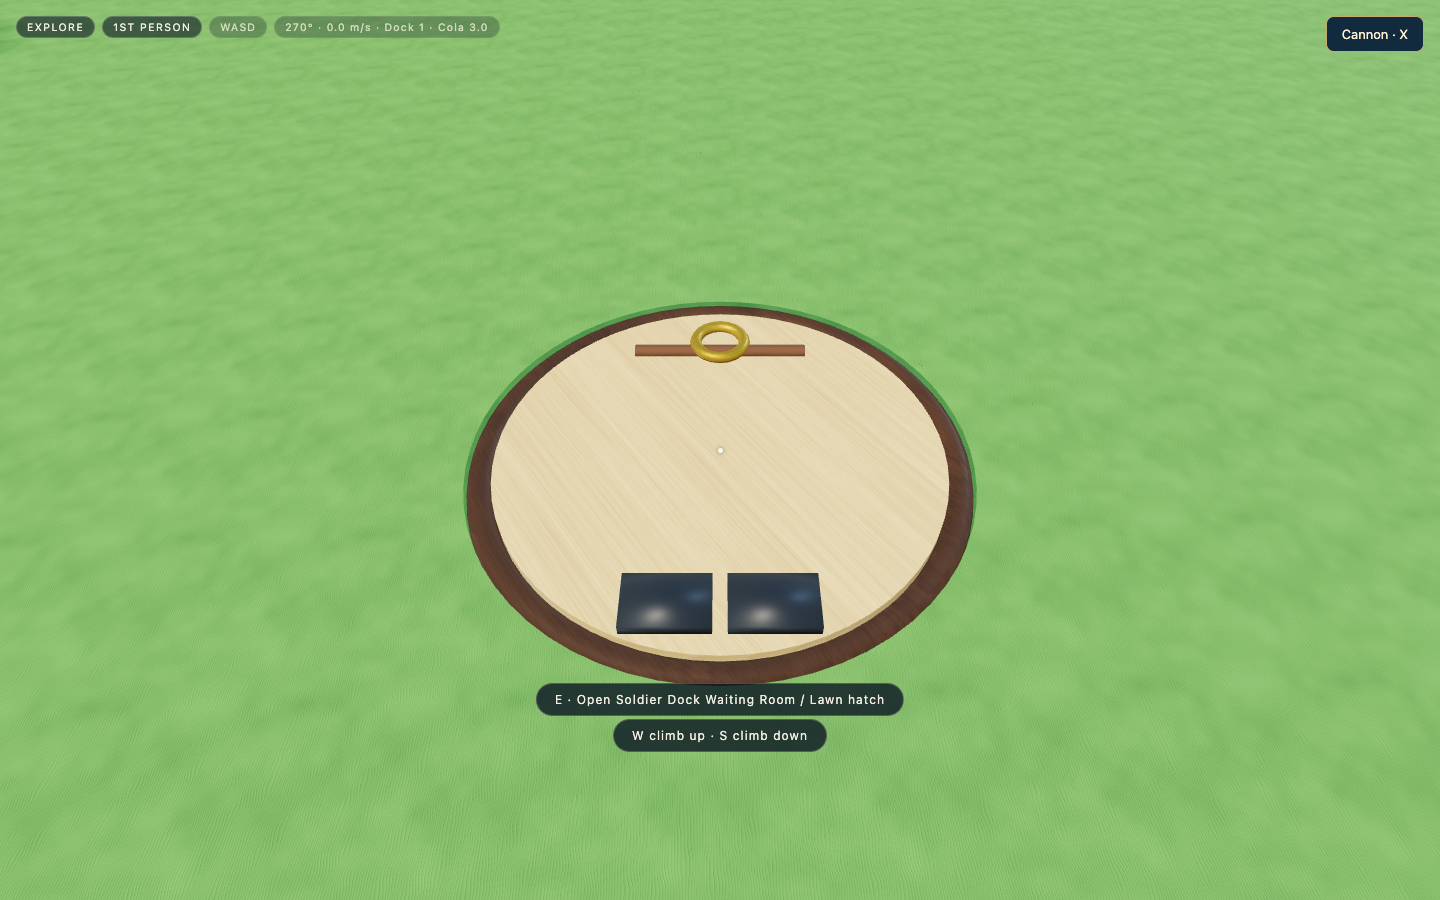 EXPLORE
1ST PERSON
WASD
270° · 0.0 m/s · Dock 1 · Cola 3.0
Cannon · X
E · Open Soldier Dock Waiting Room / Lawn hatch
W climb up · S climb down